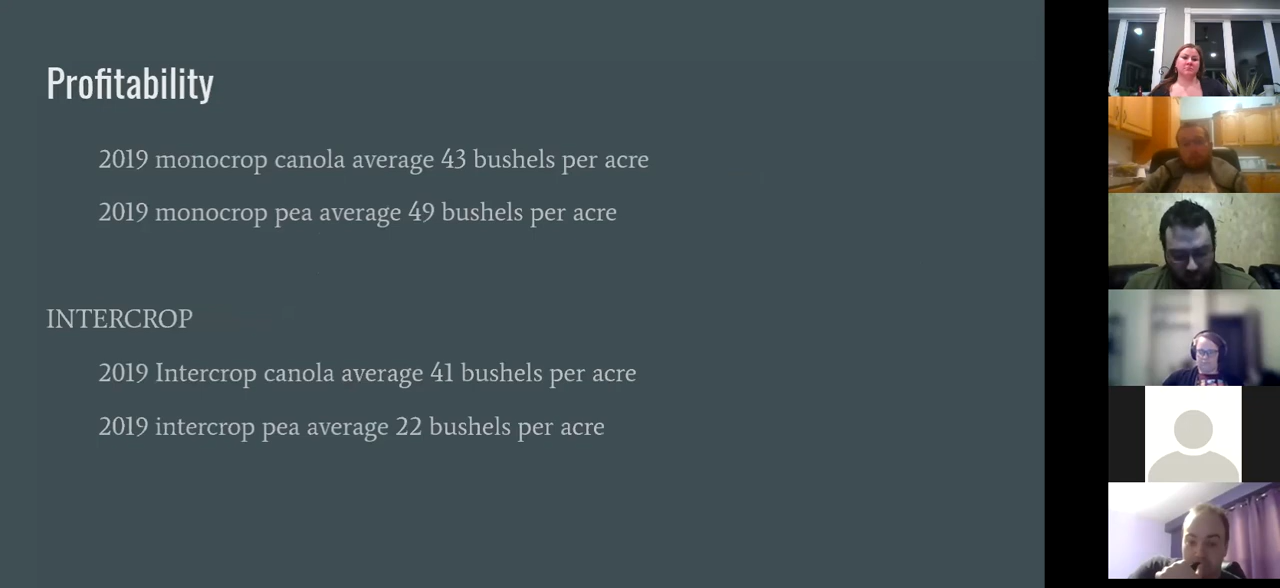 Profitability
2019 monocrop canola average 43 bushels per acre
2019 monocrop pea average 49 bushels per acre
INTERCROP
2019 Intercrop canola average 41 bushels per acre
2019 intercrop pea average 22 bushels per acre